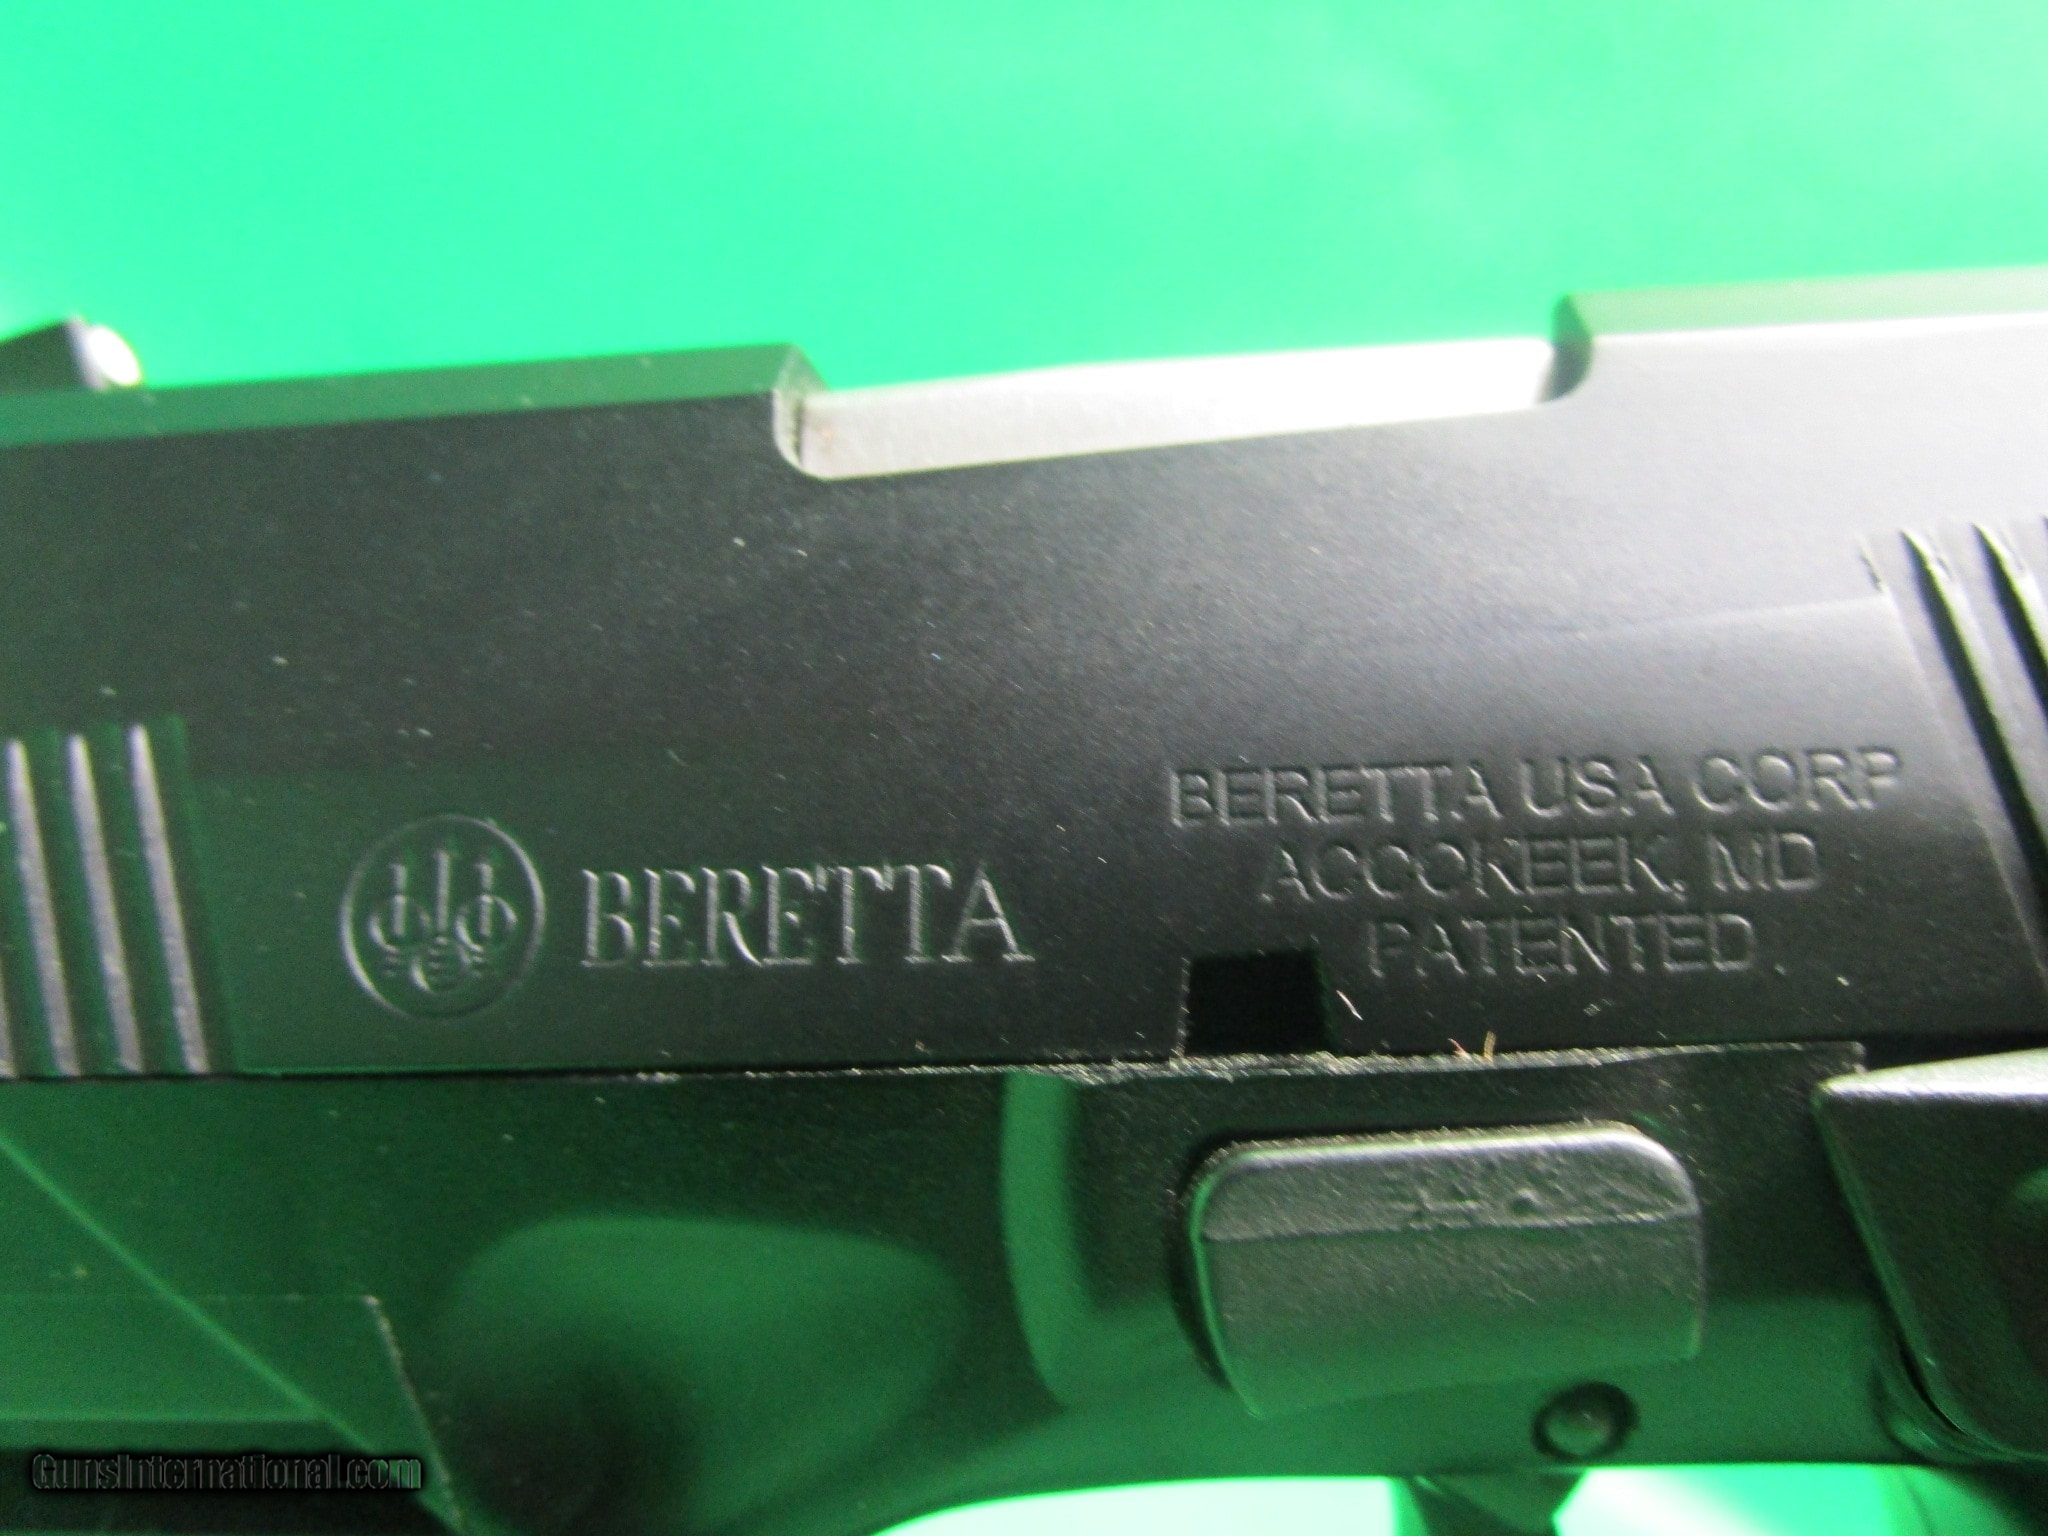 BERETTA
BERETTA USA CORP
ACCOKEEK, MD
PATENTED
GunsInternational.com